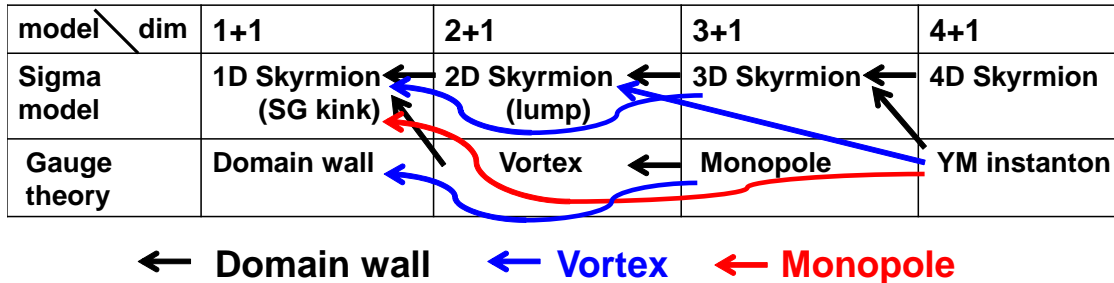 model dim 1+1 2+1 3+1 4+1
Sigma model 1D Skyrmion (SG kink) 2D Skyrmion (lump) 3D Skyrmion 4D Skyrmion
Gauge theory Domain wall Vortex Monopole YM instanton
Domain wall Vortex Monopole